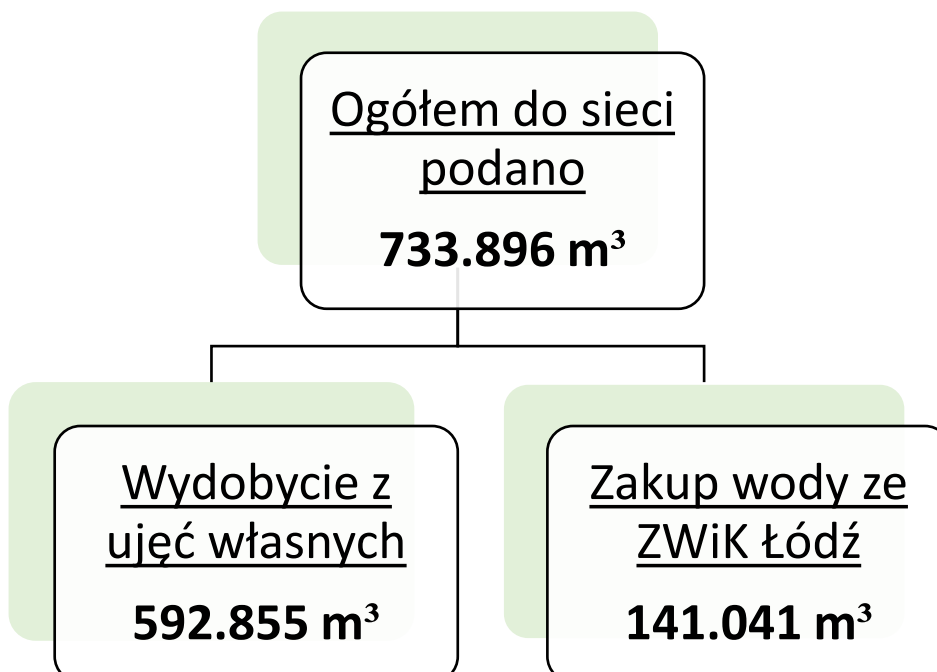 Ogółem do sieci
podano
733.896 m³
Wydobycie z
ujęć własnych
592.855 m³
Zakup wody ze
ZWiK Łódź
141.041 m³